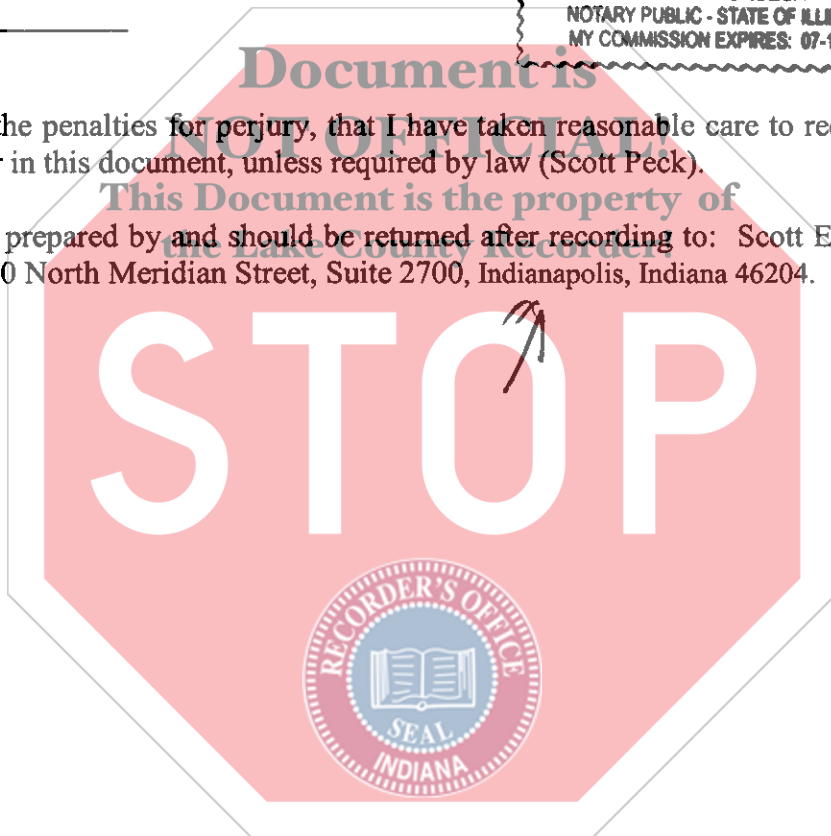 NOTARY PUBLIC - STATE OF ILLI
MY COMMISSION EXPIRES: 07-1
Document is
he penalties for perjury, that I have taken reasonable care to re
NOT OFFICIAL!
in this document, unless required by law (Scott Peck).
This Document is the property of
prepared by and should be returned after recording to: Scott E
the Lake County Recorder!
0 North Meridian Street, Suite 2700, Indianapolis, Indiana 46204.
STOP
RECORDER'S OFFICE
SEAL
INDIANA